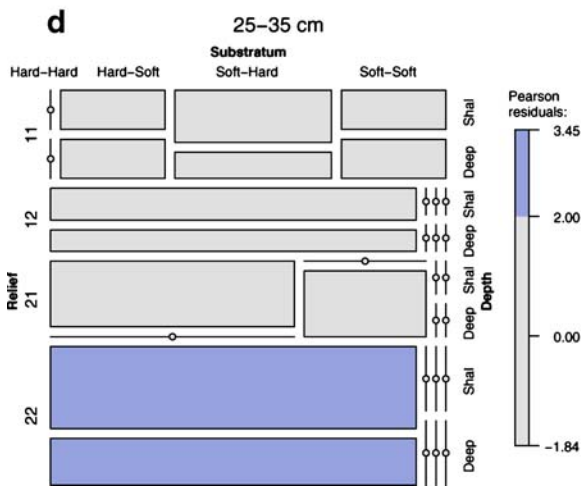 d 25–35 cm
Substratum
Hard–Hard Hard–Soft Soft–Hard Soft–Soft
Pearson
residuals:
3.45
2.00
0.00
−1.84
Relief
11
12
21
22
Depth
Shal
Deep
Shal
Deep
Shal
Deep
Shal
Deep